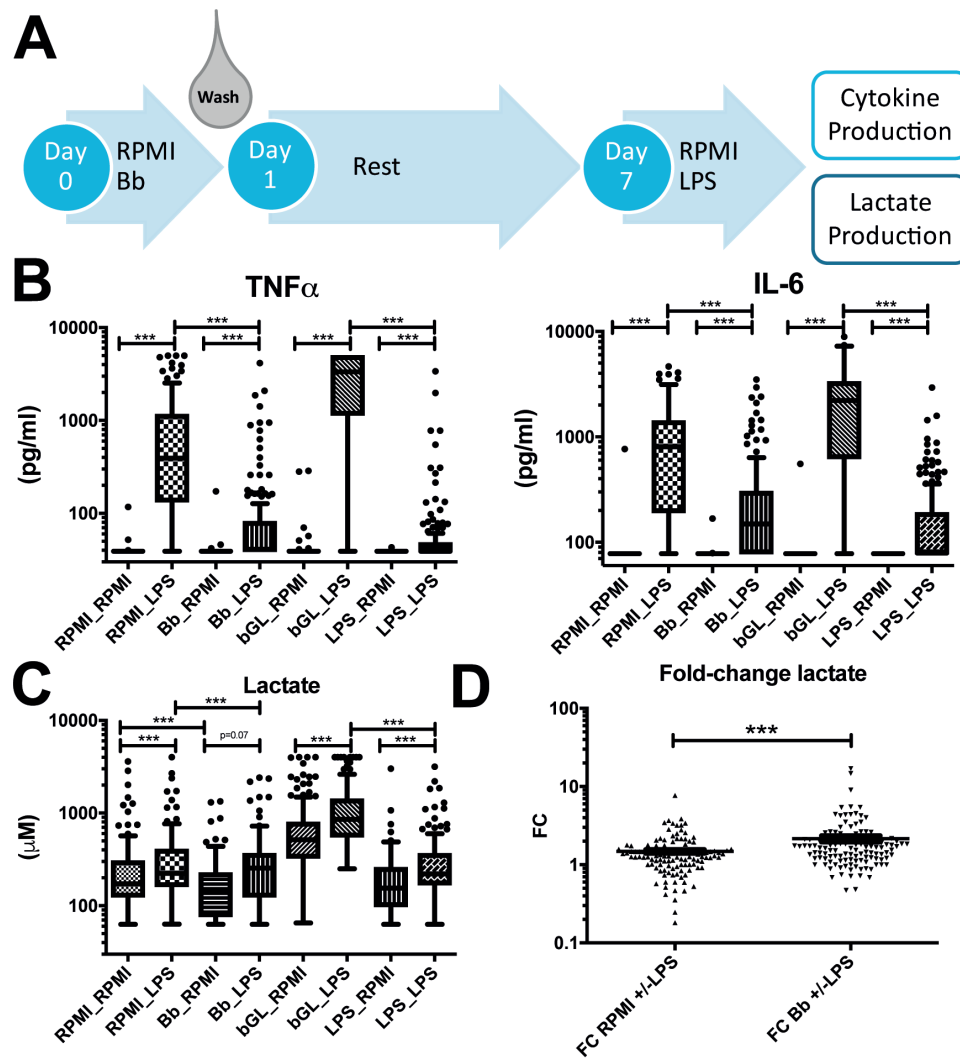 A
Wash
Day
0
RPMI
Bb
Day
1
Rest
Day
7
RPMI
LPS
Cytokine
Production
Lactate
Production
B
TNFα
(pg/ml)
10000
1000
100
***
***
***
***
***
***
RPMI_RPMI
RPMI_LPS
Bb_RPMI
Bb_LPS
bGL_RPMI
bGL_LPS
LPS_RPMI
LPS_LPS
IL-6
(pg/ml)
10000
1000
100
***
***
***
***
***
***
RPMI_RPMI
RPMI_LPS
Bb_RPMI
Bb_LPS
bGL_RPMI
bGL_LPS
LPS_RPMI
LPS_LPS
C
Lactate
(µM)
10000
1000
100
***
***
***
***
p=0.07
***
***
RPMI_RPMI
RPMI_LPS
Bb_RPMI
Bb_LPS
bGL_RPMI
bGL_LPS
LPS_RPMI
LPS_LPS
D
Fold-change lactate
FC
100
10
1
0.1
***
FC RPMI +/-LPS
FC Bb +/-LPS